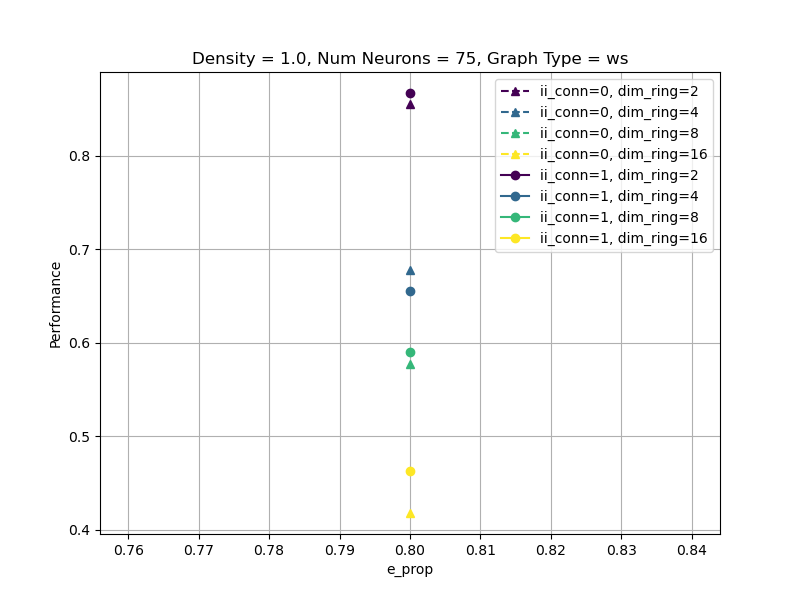 Density = 1.0, Num Neurons = 75, Graph Type = ws
ii_conn=0, dim_ring=2
ii_conn=0, dim_ring=4
ii_conn=0, dim_ring=8
ii_conn=0, dim_ring=16
ii_conn=1, dim_ring=2
ii_conn=1, dim_ring=4
ii_conn=1, dim_ring=8
ii_conn=1, dim_ring=16
Performance
0.8
0.7
0.6
0.5
0.4
0.76 0.77 0.78 0.79 0.80 0.81 0.82 0.83 0.84
e_prop